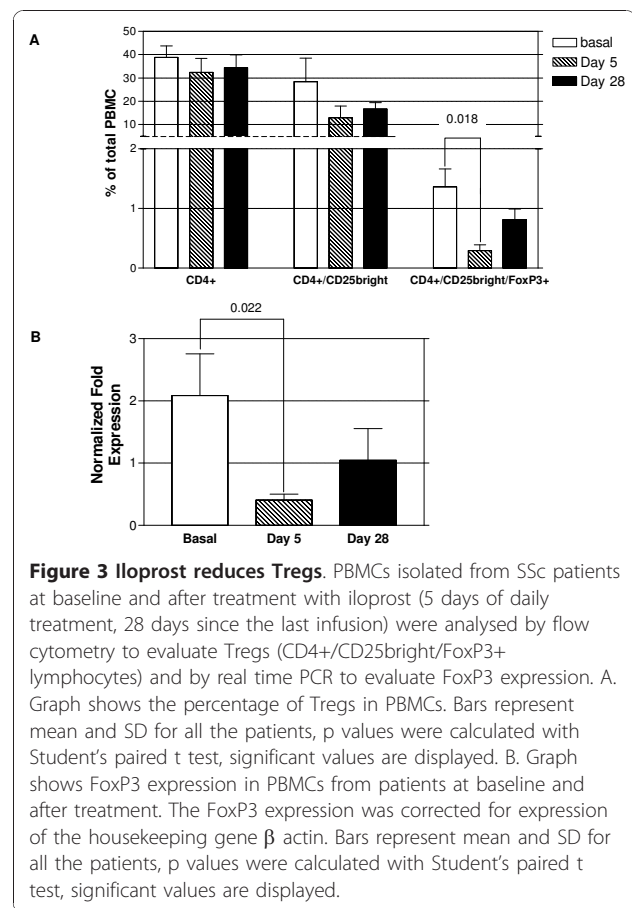 A
50
40
30
20
10
2
1
0
% of total PBMC
basal
Day 5
Day 28
0.018
CD4+ CD4+/CD25bright CD4+/CD25bright/FoxP3+
B
0.022
3
2
1
0
Normalized Fold
Expression
Basal Day 5 Day 28
Figure 3 Iloprost reduces Tregs. PBMCs isolated from SSc patients
at baseline and after treatment with iloprost (5 days of daily
treatment, 28 days since the last infusion) were analysed by flow
cytometry to evaluate Tregs (CD4+/CD25bright/FoxP3+
lymphocytes) and by real time PCR to evaluate FoxP3 expression. A.
Graph shows the percentage of Tregs in PBMCs. Bars represent
mean and SD for all the patients, p values were calculated with
Student's paired t test, significant values are displayed. B. Graph
shows FoxP3 expression in PBMCs from patients at baseline and
after treatment. The FoxP3 expression was corrected for expression
of the housekeeping gene β actin. Bars represent mean and SD for
all the patients, p values were calculated with Student's paired t
test, significant values are displayed.